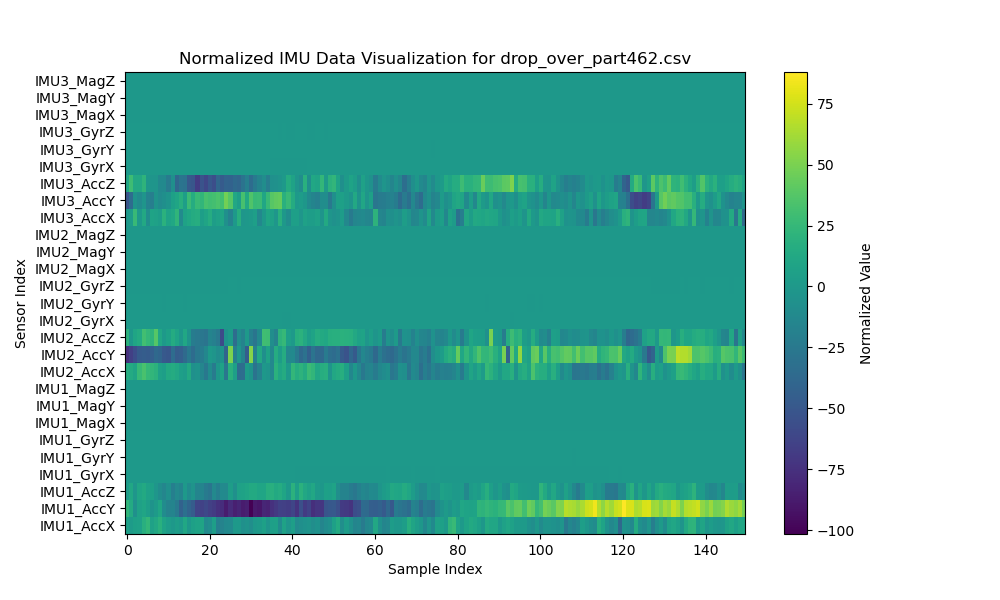 Normalized IMU Data Visualization for drop_over_part462.csv
IMU3_MagZ
IMU3_MagY
IMU3_MagX
IMU3_GyrZ
IMU3_GyrY
IMU3_GyrX
IMU3_AccZ
IMU3_AccY
IMU3_AccX
IMU2_MagZ
IMU2_MagY
IMU2_MagX
IMU2_GyrZ
IMU2_GyrY
IMU2_GyrX
IMU2_AccZ
IMU2_AccY
IMU2_AccX
IMU1_MagZ
IMU1_MagY
IMU1_MagX
IMU1_GyrZ
IMU1_GyrY
IMU1_GyrX
IMU1_AccZ
IMU1_AccY
IMU1_AccX
Sensor Index
0 20 40 60 80 100 120 140
Sample Index
75
50
25
0
−25
−50
−75
−100
Normalized Value